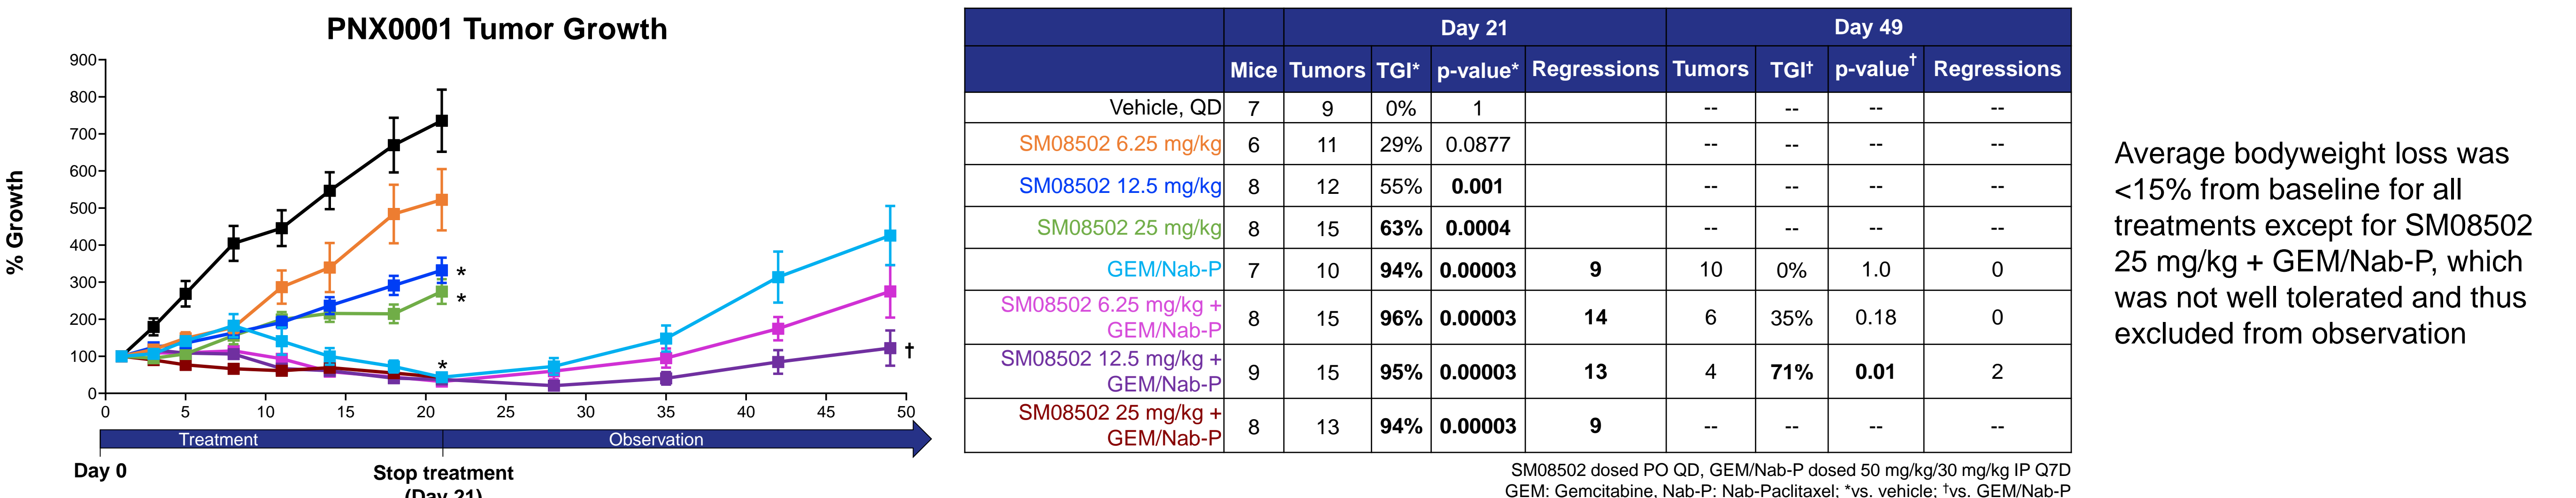 PNX0001 Tumor Growth
% Growth
900
800
700
600
500
400
300
200
100
0
0 5 10 15 20 25 30 35 40 45 50
*
*
*
†
Treatment Observation
Day 0
Stop treatment
(Day 21)
Day 21 Day 49
Mice Tumors TGI* p-value* Regressions Tumors TGI† p-value† Regressions
Vehicle, QD 7 9 0% 1 -- -- -- --
SM08502 6.25 mg/kg 6 11 29% 0.0877 -- -- -- --
SM08502 12.5 mg/kg 8 12 55% 0.001 -- -- -- --
SM08502 25 mg/kg 8 15 63% 0.0004 -- -- -- --
GEM/Nab-P 7 10 94% 0.00003 9 10 0% 1.0 0
SM08502 6.25 mg/kg +
GEM/Nab-P 8 15 96% 0.00003 14 6 35% 0.18 0
SM08502 12.5 mg/kg +
GEM/Nab-P 9 15 95% 0.00003 13 4 71% 0.01 2
SM08502 25 mg/kg +
GEM/Nab-P 8 13 94% 0.00003 9 -- -- -- --
SM08502 dosed PO QD, GEM/Nab-P dosed 50 mg/kg/30 mg/kg IP Q7D
GEM: Gemcitabine, Nab-P: Nab-Paclitaxel; *vs. vehicle; †vs. GEM/Nab-P
Average bodyweight loss was
<15% from baseline for all
treatments except for SM08502
25 mg/kg + GEM/Nab-P, which
was not well tolerated and thus
excluded from observation